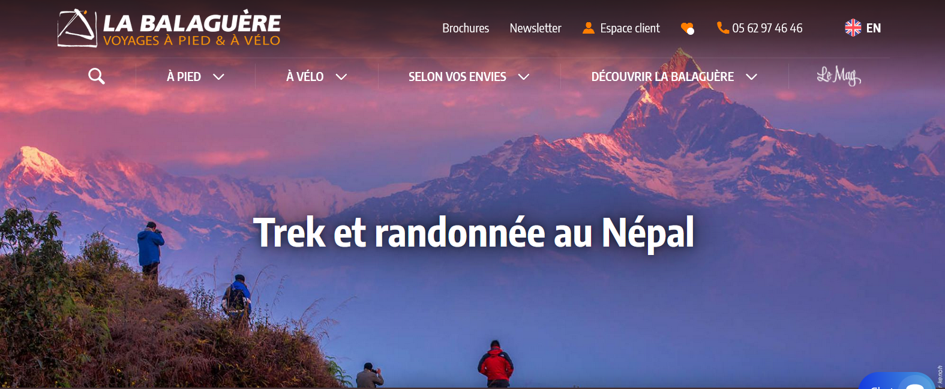 LA BALAGUÈRE
VOYAGES À PIED & À VÉLO
Brochures
Newsletter
Espace client
05 62 97 46 46
EN
À PIED
À VÉLO
SELON VOS ENVIES
DÉCOUVRIR LA BALAGUÈRE
Le Mag
Trek et randonnée au Népal